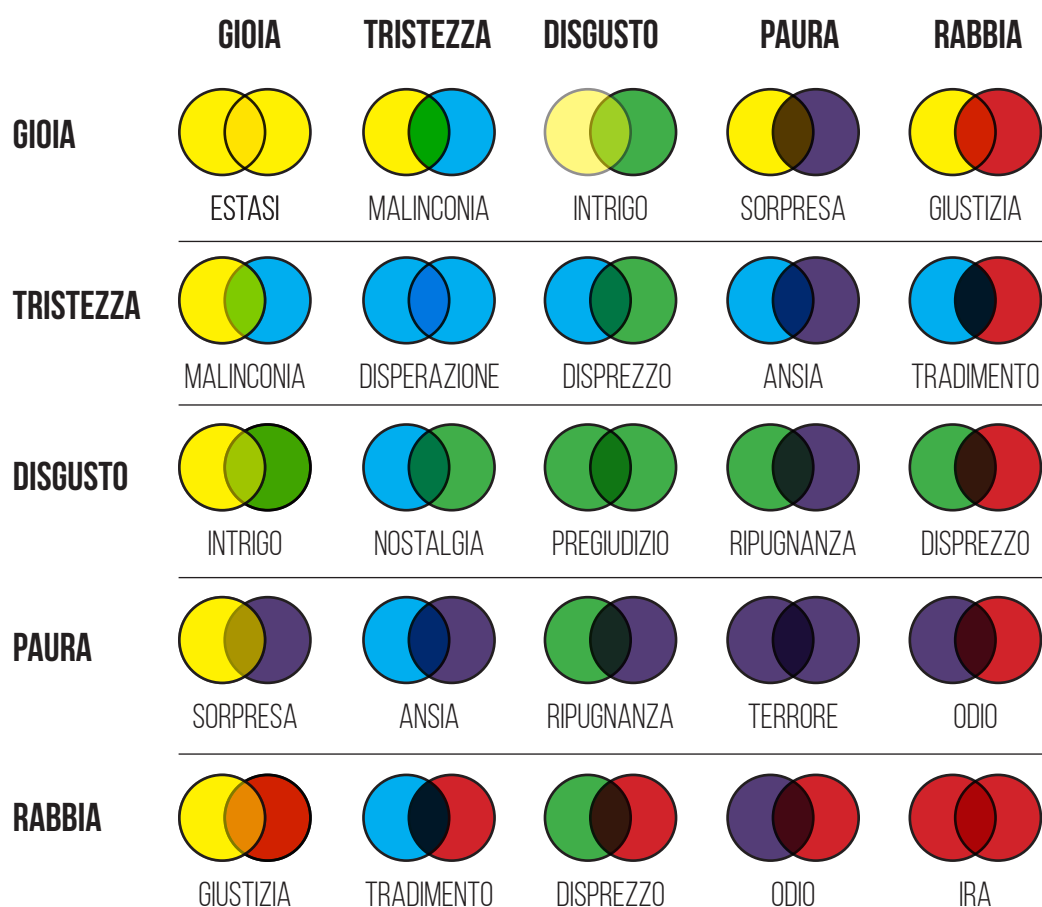 GIOIA TRISTEZZA DISGUSTO PAURA RABBIA
GIOIA
ESTASI MALINCONIA INTRIGO SORPRESA GIUSTIZIA
TRISTEZZA
MALINCONIA DISPERAZIONE DISPREZZO ANSIA TRADIMENTO
DISGUSTO
INTRIGO NOSTALGIA PREGIUDIZIO RIPUGNANZA DISPREZZO
PAURA
SORPRESA ANSIA RIPUGNANZA TERRORE ODIO
RABBIA
GIUSTIZIA TRADIMENTO DISPREZZO ODIO IRA